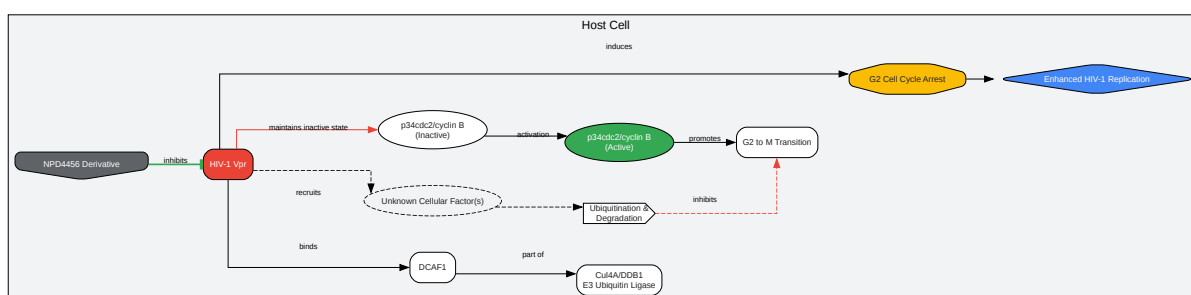 Host Cell
induces
G2 Cell Cycle Arrest
Enhanced HIV-1 Replication
maintains inactive state
p34cdc2/cyclin B
(Inactive)
activation
p34cdc2/cyclin B
(Active)
promotes
G2 to M Transition
NPD4456 Derivative
inhibits
HIV-1 Vpr
recruits
Unknown Cellular Factor(s)
Ubiquitination &
Degradation
inhibits
binds
DCAF1
part of
Cul4A/DDB1
E3 Ubiquitin Ligase